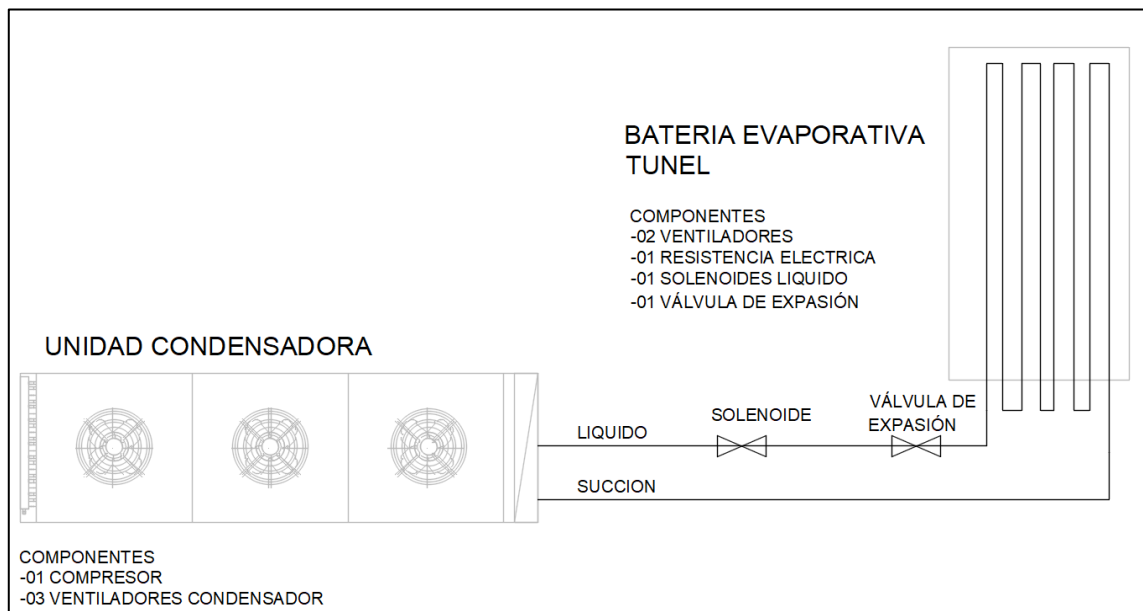 BATERIA EVAPORATIVA
TUNEL
COMPONENTES
-02 VENTILADORES
-01 RESISTENCIA ELECTRICA
-01 SOLENOIDES LIQUIDO
-01 VÁLVULA DE EXPASIÓN
UNIDAD CONDENSADORA
LIQUIDO
SOLENOIDE
VÁLVULA DE
EXPASIÓN
SUCCION
COMPONENTES
-01 COMPRESOR
-03 VENTILADORES CONDENSADOR